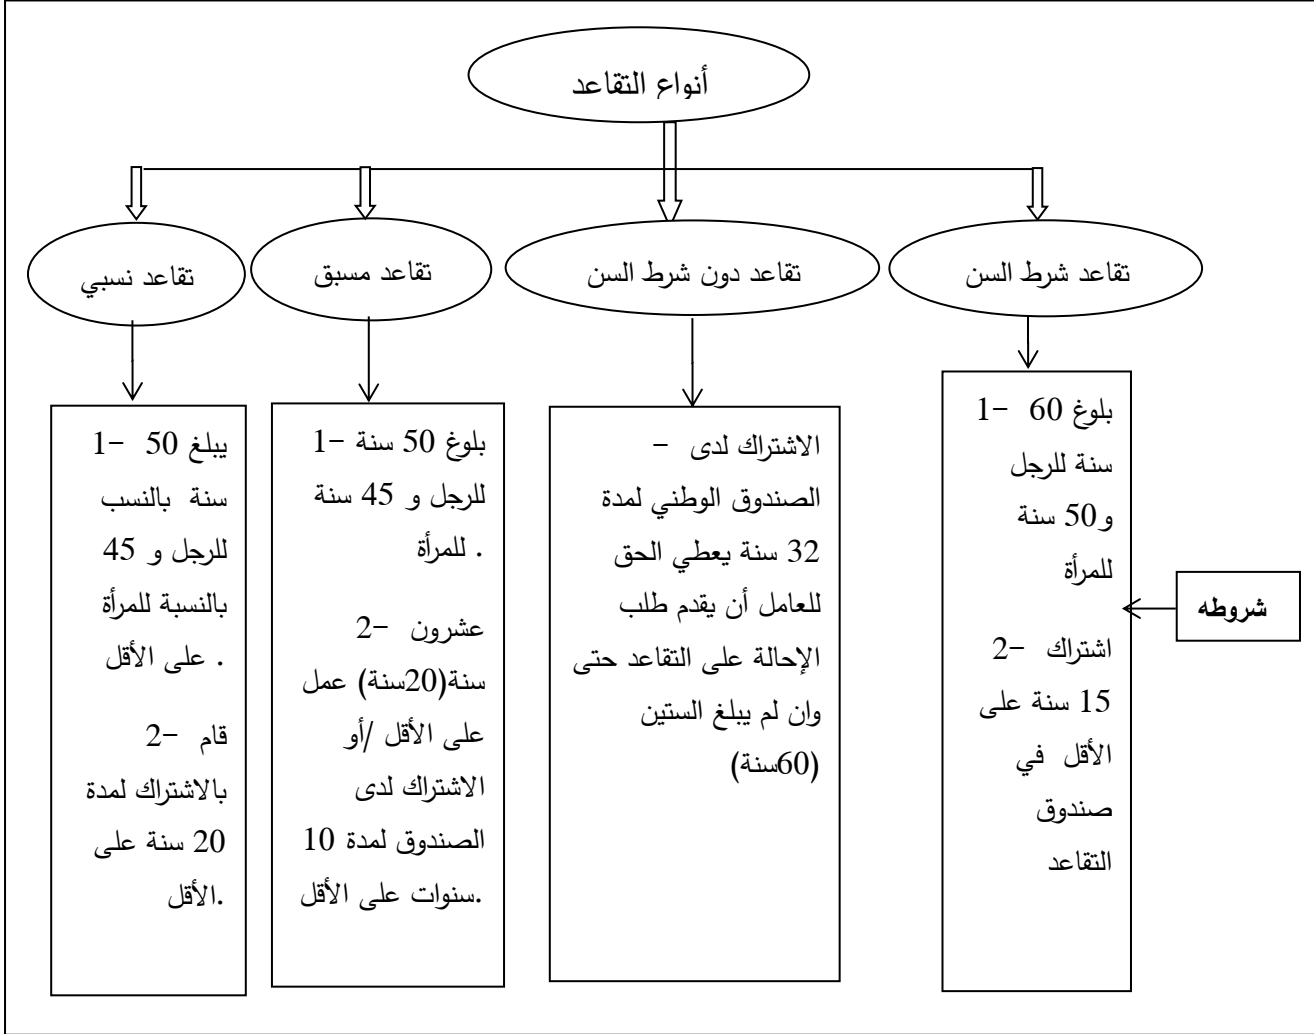 أنواع التقاعد
تقاعد شرط السن
تقاعد دون شرط السن
تقاعد مسبق
تقاعد نسبي
شروطه
1- بلوغ 60
سنة للرجل
و50 سنة
للمرأة
2- اشتراك
15 سنة على
الأقل في
صندوق
التقاعد
- الاشتراك لدى
الصندوق الوطني لمدة
32 سنة يعطي الحق
للعامل أن يقدم طلب
الإحالة على التقاعد حتى
وان لم يبلغ الستين
(60سنة)
1- بلوغ 50 سنة
للرجل و 45 سنة
للمرأة .
2- عشرون
سنة(20سنة) عمل
على الأقل /أو
الاشتراك لدى
الصندوق لمدة 10
سنوات على الأقل.
1- يبلغ 50
سنة بالنسب
للرجل و 45
بالنسبة للمرأة
على الأقل .
2- قام
بالاشتراك لمدة
20 سنة على
الأقل.